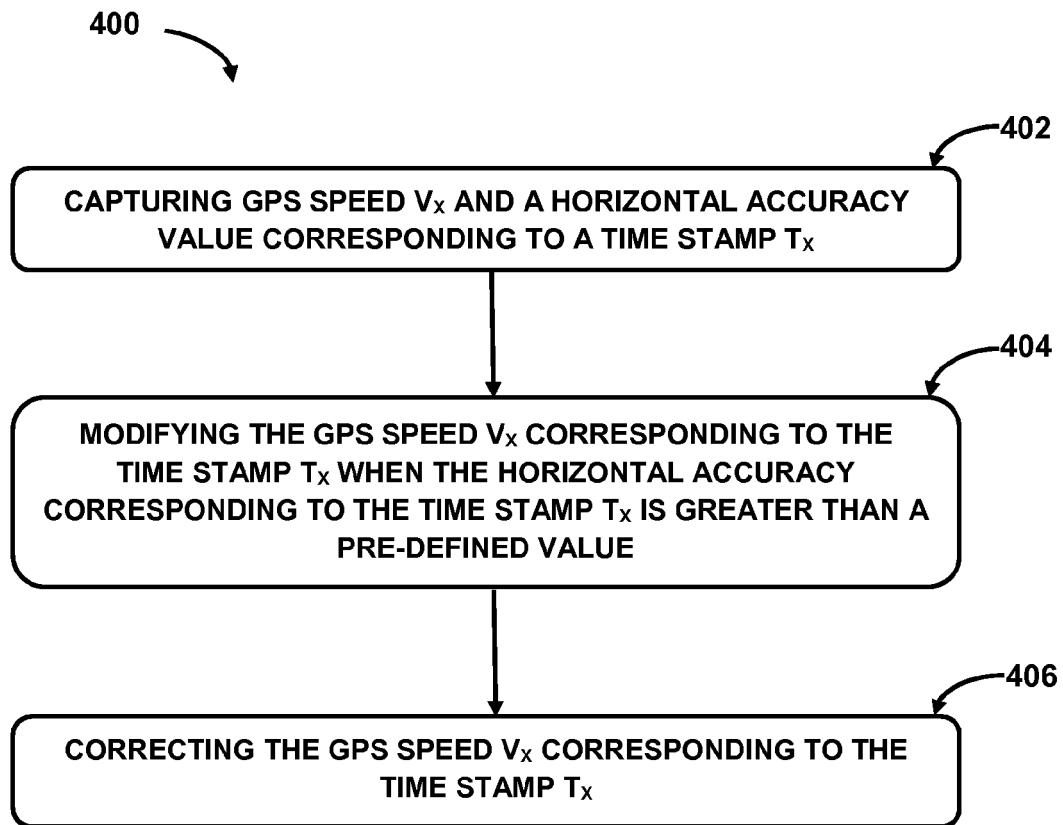 400
402
CAPTURING GPS SPEED Vₓ AND A HORIZONTAL ACCURACY
VALUE CORRESPONDING TO A TIME STAMP Tₓ
404
MODIFYING THE GPS SPEED Vₓ CORRESPONDING TO THE
TIME STAMP Tₓ WHEN THE HORIZONTAL ACCURACY
CORRESPONDING TO THE TIME STAMP Tₓ IS GREATER THAN A
PRE-DEFINED VALUE
406
CORRECTING THE GPS SPEED Vₓ CORRESPONDING TO THE
TIME STAMP Tₓ